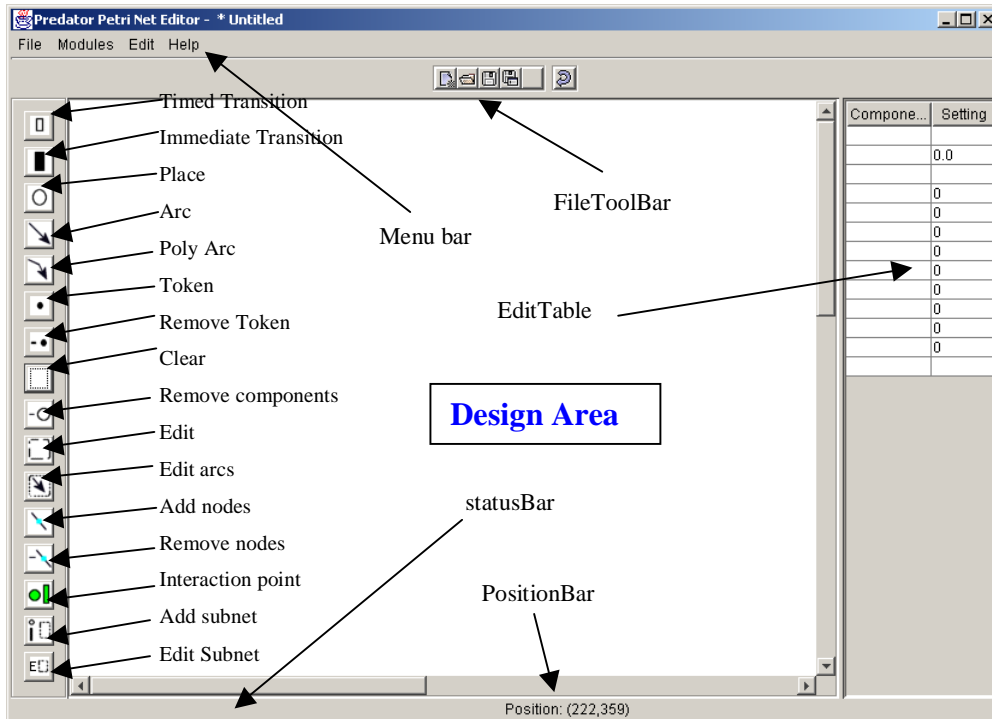 Predator Petri Net Editor - * Untitled
File Modules Edit Help
Timed Transition
Immediate Transition
Place
Arc
Poly Arc
Token
Remove Token
Clear
Remove components
Edit
Edit arcs
Add nodes
Remove nodes
Interaction point
Add subnet
Edit Subnet
E
Menu bar
FileToolBar
EditTable
Design Area
statusBar
PositionBar
Compone... Setting
0.0
0
0
0
0
0
0
0
0
0
Position: (222,359)